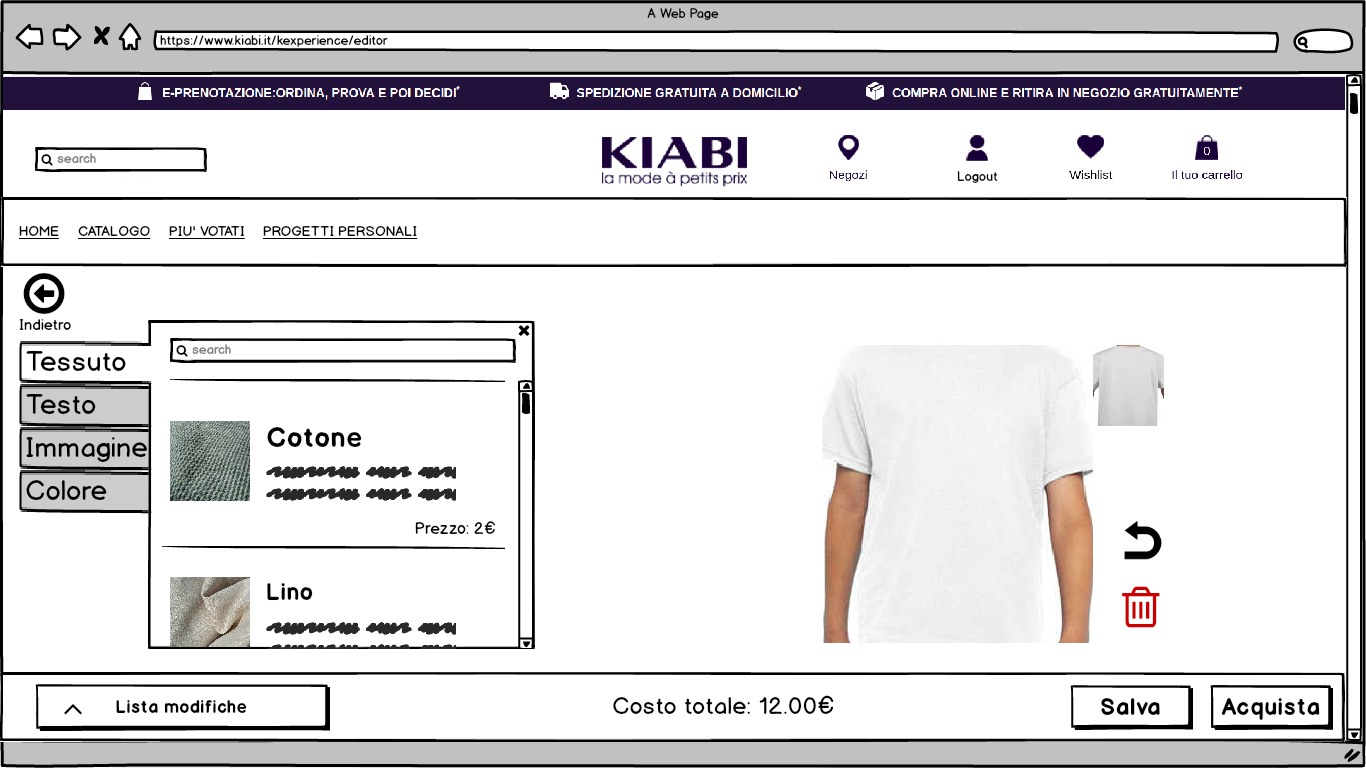 A Web Page
https://www.kiabi.it/kexperience/editor
E-PRENOTAZIONE:ORDINA, PROVA E POI DECIDI*
SPEDIZIONE GRATUITA A DOMICILIO*
COMPRA ONLINE E RITIRA IN NEGOZIO GRATUITAMENTE*
search
KIABI
la mode à petits prix
Negozi
Logout
Wishlist
0
Il tuo carrello
HOME
CATALOGO
PIU' VOTATI
PROGETTI PERSONALI
Indietro
Tessuto
Testo
Immagine
Colore
search
Cotone
Prezzo: 2€
Lino
Lista modifiche
Costo totale: 12.00€
Salva
Acquista